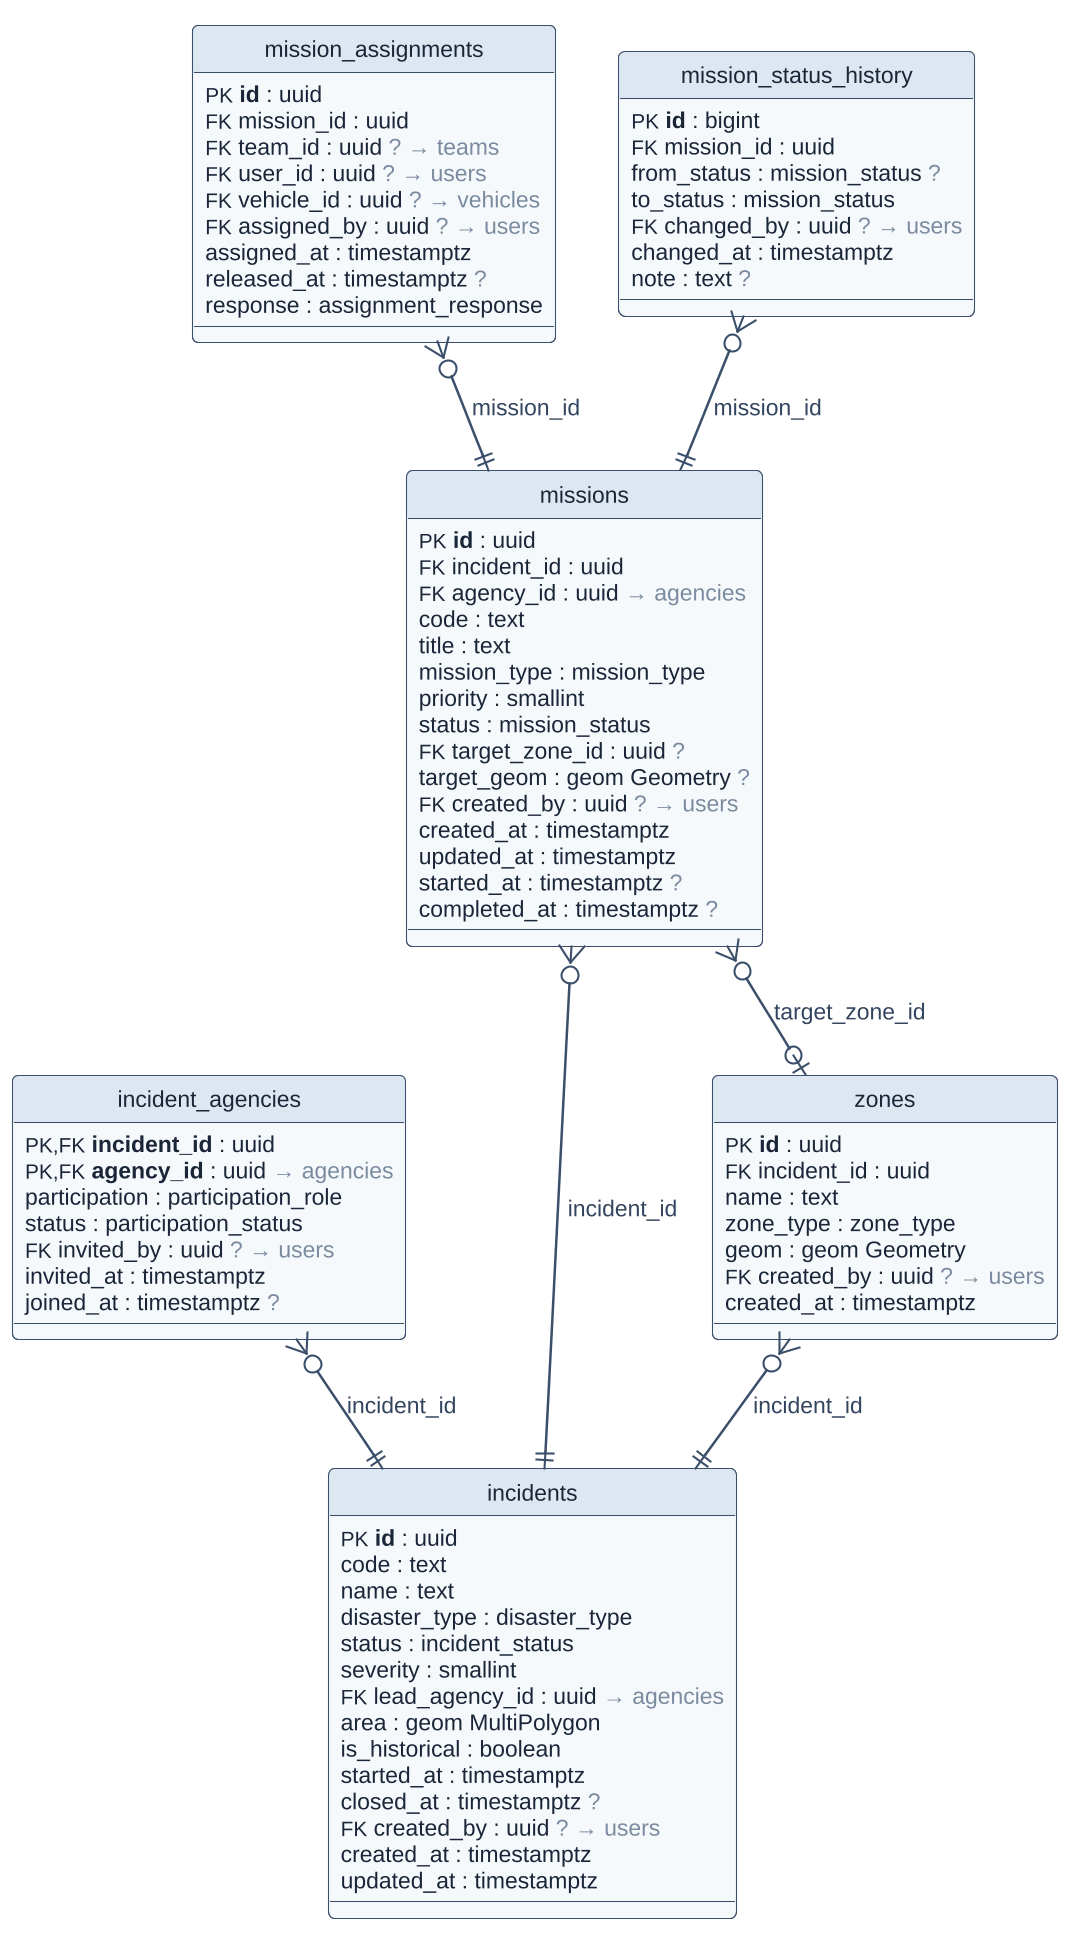 mission_assignments
PK id : uuid
FK mission_id : uuid
FK team_id : uuid ? → teams
FK user_id : uuid ? → users
FK vehicle_id : uuid ? → vehicles
FK assigned_by : uuid ? → users
assigned_at : timestamptz
released_at : timestamptz ?
response : assignment_response
mission_status_history
PK id : bigint
FK mission_id : uuid
from_status : mission_status ?
to_status : mission_status
FK changed_by : uuid ? → users
changed_at : timestamptz
note : text ?
mission_id
mission_id
missions
PK id : uuid
FK incident_id : uuid
FK agency_id : uuid → agencies
code : text
title : text
mission_type : mission_type
priority : smallint
status : mission_status
FK target_zone_id : uuid ?
target_geom : geom Geometry ?
FK created_by : uuid ? → users
created_at : timestamptz
updated_at : timestamptz
started_at : timestamptz ?
completed_at : timestamptz ?
target_zone_id
incident_agencies
PK,FK incident_id : uuid
PK,FK agency_id : uuid → agencies
participation : participation_role
status : participation_status
FK invited_by : uuid ? → users
invited_at : timestamptz
joined_at : timestamptz ?
incident_id
zones
PK id : uuid
FK incident_id : uuid
name : text
zone_type : zone_type
geom : geom Geometry
FK created_by : uuid ? → users
created_at : timestamptz
incident_id
incident_id
incidents
PK id : uuid
code : text
name : text
disaster_type : disaster_type
status : incident_status
severity : smallint
FK lead_agency_id : uuid → agencies
area : geom MultiPolygon
is_historical : boolean
started_at : timestamptz
closed_at : timestamptz ?
FK created_by : uuid ? → users
created_at : timestamptz
updated_at : timestamptz